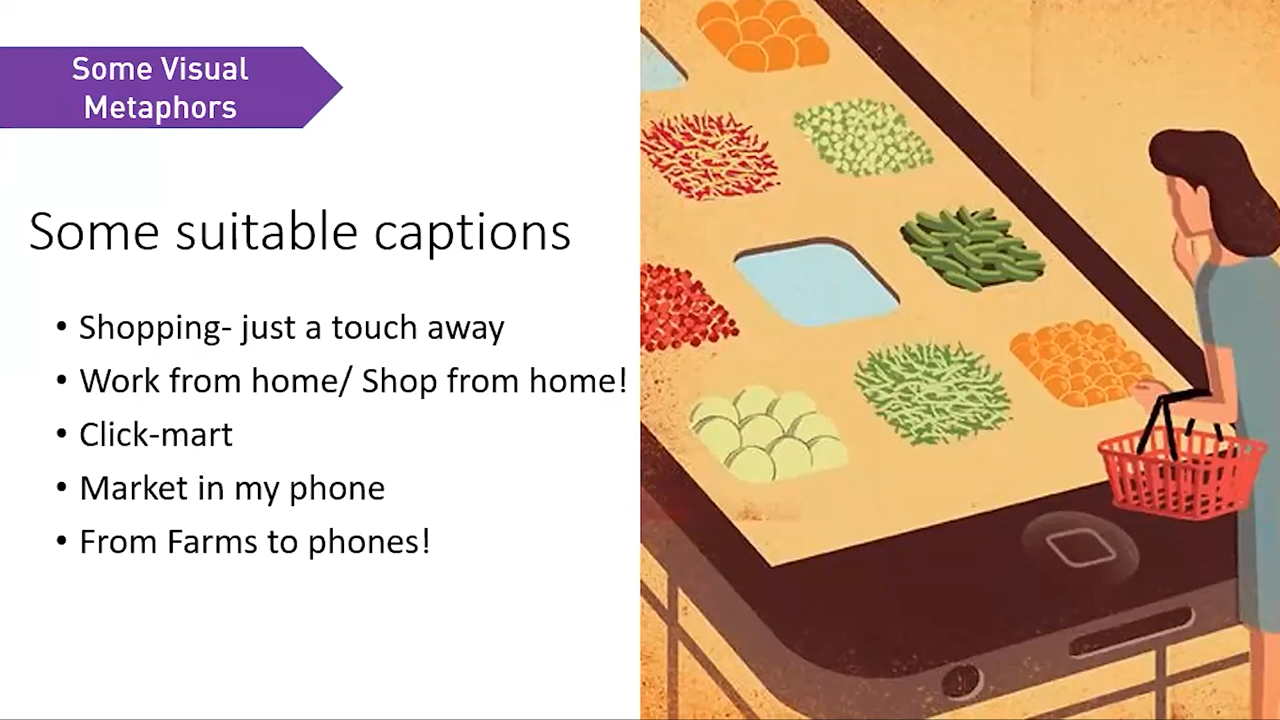 Some Visual
Metaphors
Some suitable captions
• Shopping- just a touch away
• Work from home/ Shop from home!
• Click-mart
• Market in my phone
• From Farms to phones!